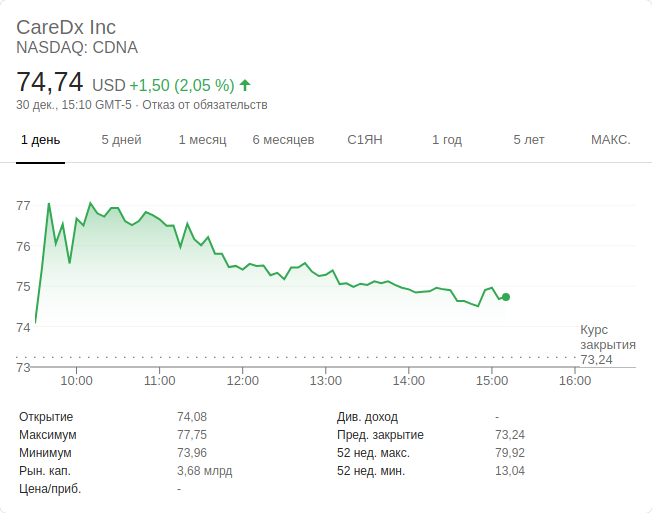 CareDx Inc
NASDAQ: CDNA
74,74 USD +1,50 (2,05 %)
30 дек., 15:10 GMT-5 · Отказ от обязательств
1 день 5 дней 1 месяц 6 месяцев С1ЯН 1 год 5 лет МАКС.
77
76
75
74
Курс
закрытия
73,24
73
10:00 11:00 12:00 13:00 14:00 15:00 16:00
Открытие 74,08 Див. доход -
Максимум 77,75 Пред. закрытие 73,24
Минимум 73,96 52 нед. макс. 79,92
Рын. кап. 3,68 млрд 52 нед. мин. 13,04
Цена/приб. -